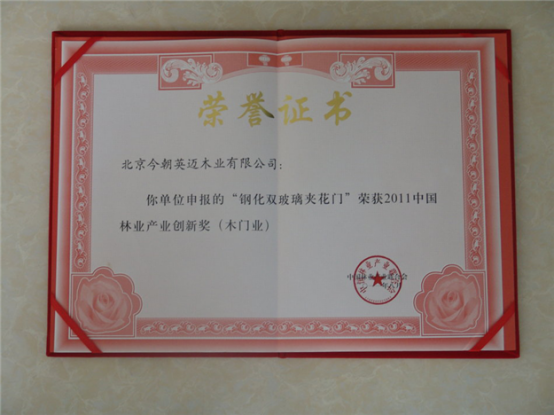 荣誉证书
北京今朝英迈木业有限公司：
你单位申报的“钢化双玻璃夹花门”荣获2011中国
林业产业创新奖（木门业）